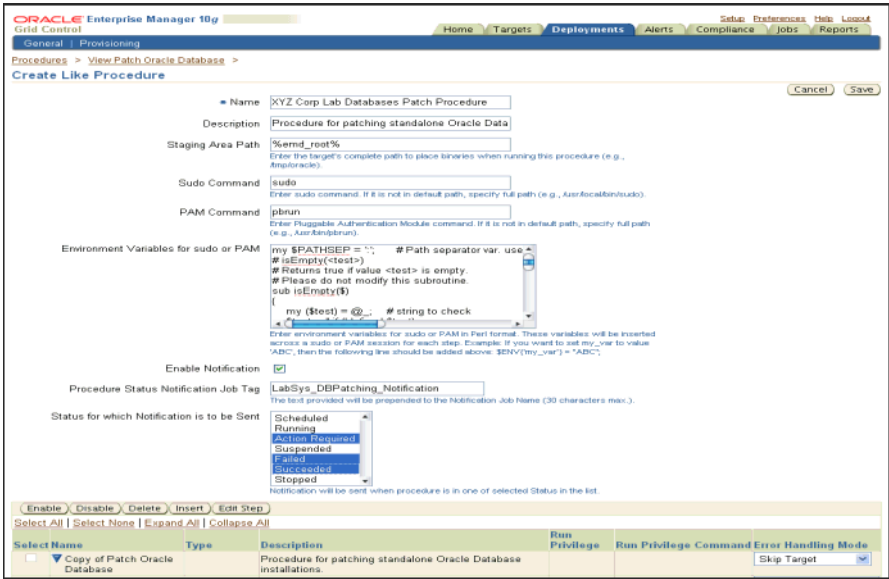 ORACLE Enterprise Manager 10g
Grid Control
Setup Preferences Help Logout
Home Targets Deployments Alerts Compliance Jobs Reports
General | Provisioning
Procedures > View Patch Oracle Database >
Create Like Procedure
Cancel Save
* Name XYZ Corp Lab Databases Patch Procedure
Description Procedure for patching standalone Oracle Data
Staging Area Path %emd_root%
Enter the target's complete path to place binaries when running this procedure (e.g.,
/tmp/oracle).
Sudo Command sudo
Enter sudo command. If it is not in default path, specify full path (e.g., /usr/local/bin/sudo).
PAM Command pbrun
Enter Pluggable Authentication Module command. If it is not in default path, specify full path
(e.g., /usr/bin/pbrun).
Environment Variables for sudo or PAM my $PATHSEP = ':'; # Path separator var. use
# isEmpty(<test>)
# Returns true if value <test> is empty.
# Please do not modify this subroutine.
sub isEmpty($)
{
my ($test) = @_; # string to check
Enter environment variables for sudo or PAM in Perl format. These variables will be inserted
across a sudo or PAM session for each step. Example: If you want to set my_var to value
'ABC', then the following line should be added above: $ENV{'my_var'} = "ABC";
Enable Notification
Procedure Status Notification Job Tag LabSys_DBPatching_Notification
The text provided will be prepended to the Notification Job Name (30 characters max.).
Status for which Notification is to be Sent Scheduled
Running
Action Required
Suspended
Failed
Succeeded
Stopped
Notification will be sent when procedure is in one of selected Status in the list.
Enable Disable Delete Insert Edit Step
Select All | Select None | Expand All | Collapse All
Select Name Type Description Run Privilege Run Privilege Command Error Handling Mode
Copy of Patch Oracle Procedure for patching standalone Oracle Database Skip Target
Database installations.